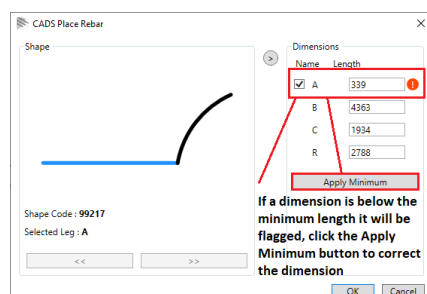 CADS Place Rebar
Shape
>
Dimensions
Name Length
A 339 !
B 4363
C 1934
R 2788
Apply Minimum
If a dimension is below the
minimum length it will be
flagged, click the Apply
Minimum button to correct
the dimension
Shape Code : 99217
Selected Leg : A
<< >>
OK Cancel